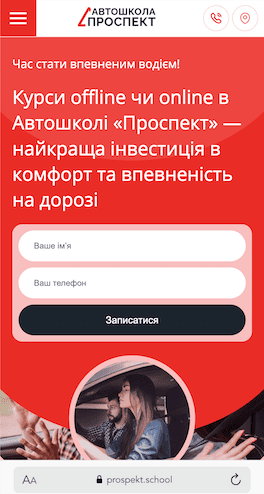 АВТОШКОЛА
ПРОСПЕКТ
Час стати впевненим водієм!
Курси offline чи online в
Автошколі «Проспект» —
найкраща інвестиція в
комфорт та впевненість
на дорозі
Ваше ім'я
Ваш телефон
Записатися
AA
prospekt.school